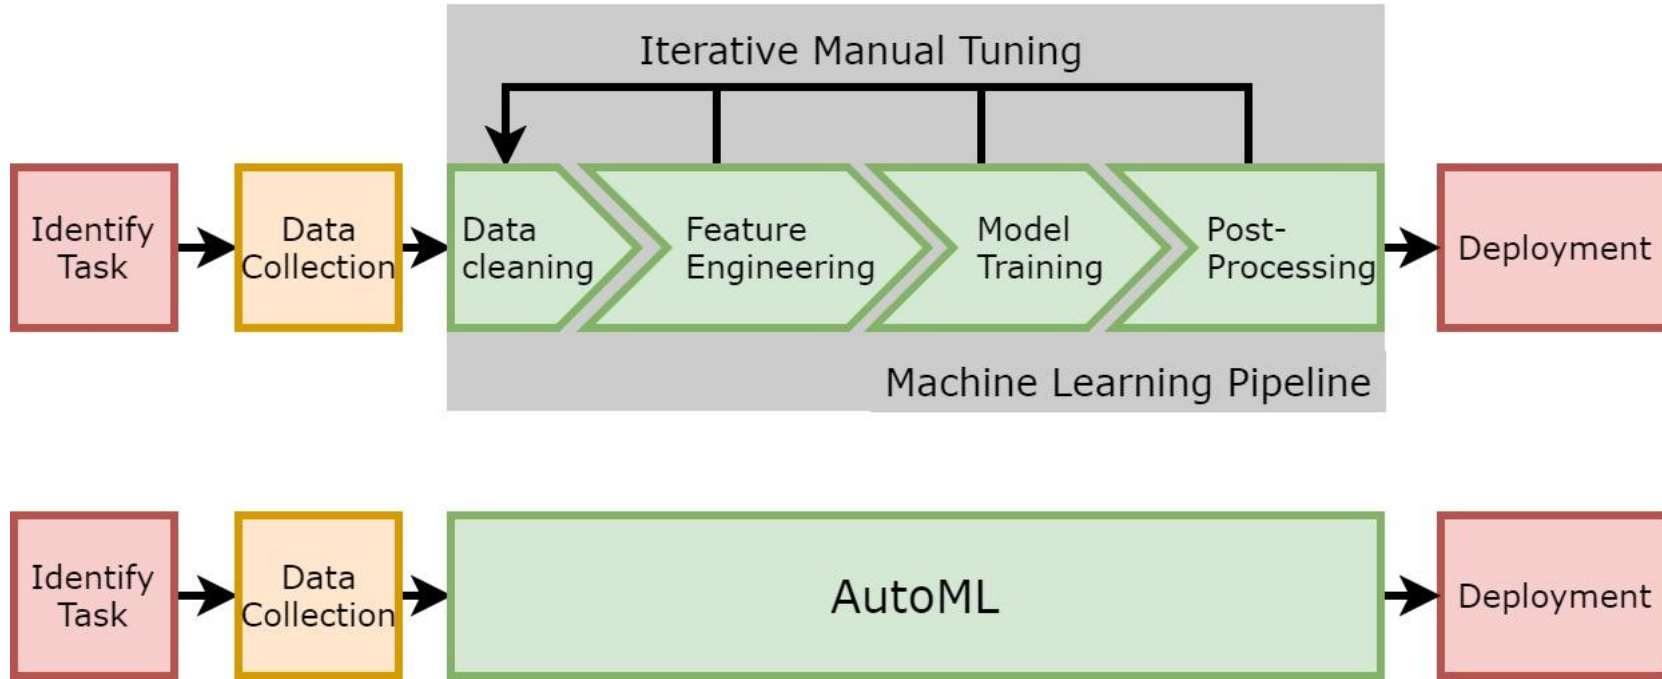 Iterative Manual Tuning
Identify
Task
Data
Collection
Data
cleaning
Feature
Engineering
Model
Training
Post-
Processing
Deployment
Machine Learning Pipeline
Identify
Task
Data
Collection
AutoML
Deployment